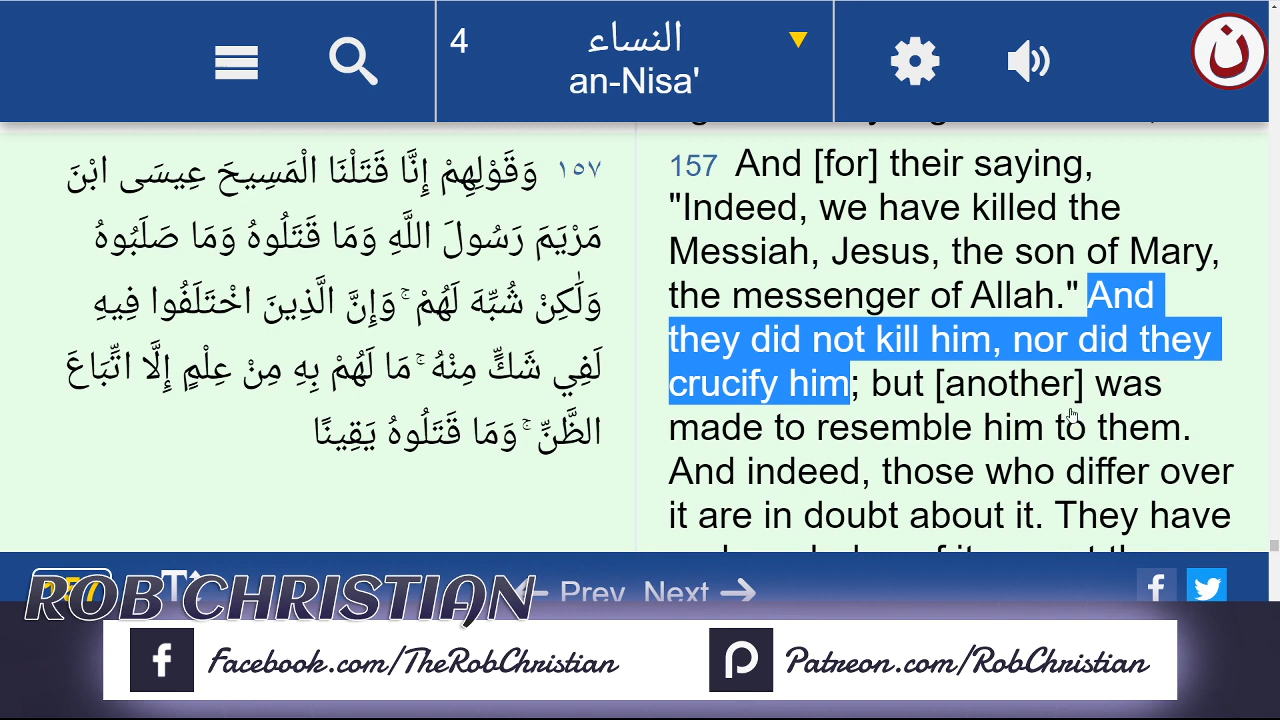 4
النساء
an-Nisa'
ن
١٥٧ وَقَوْلِهِمْ إِنَّا قَتَلْنَا الْمَسِيحَ عِيسَى ابْنَ
مَرْيَمَ رَسُولَ اللَّهِ وَمَا قَتَلُوهُ وَمَا صَلَبُوهُ
وَلَٰكِنْ شُبِّهَ لَهُمْ ۚ وَإِنَّ الَّذِينَ اخْتَلَفُوا فِيهِ
لَفِي شَكٍّ مِنْهُ ۚ مَا لَهُمْ بِهِ مِنْ عِلْمٍ إِلَّا اتِّبَاعَ
الظَّنِّ ۚ وَمَا قَتَلُوهُ يَقِينًا
157 And [for] their saying,
"Indeed, we have killed the
Messiah, Jesus, the son of Mary,
the messenger of Allah." And
they did not kill him, nor did they
crucify him; but [another] was
made to resemble him to them.
And indeed, those who differ over
it are in doubt about it. They have
Prev Next
ROB CHRISTIAN
Facebook.com/TheRobChristian
Patreon.com/RobChristian